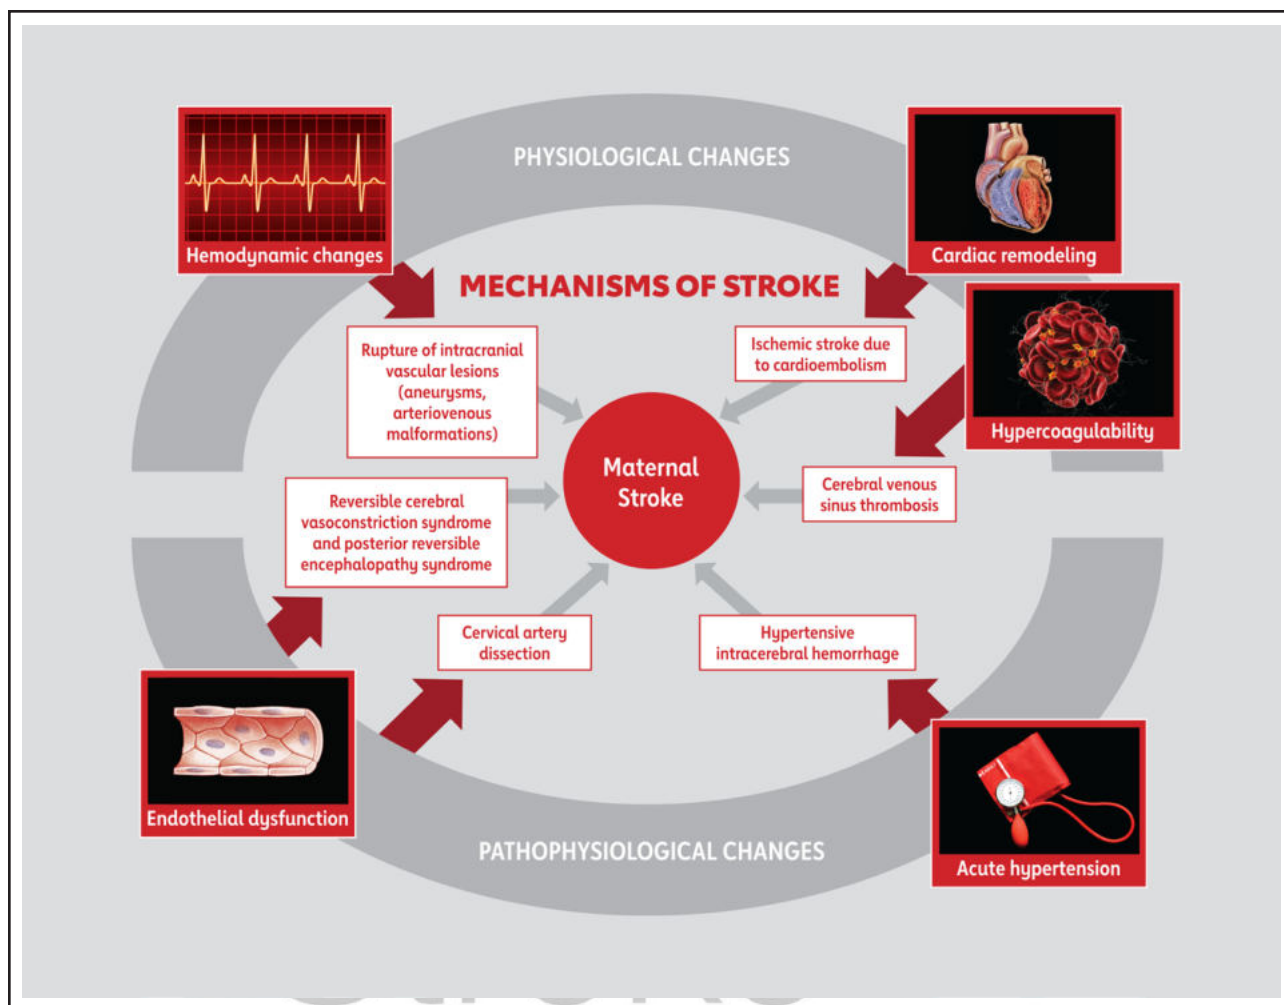 PHYSIOLOGICAL CHANGES
Hemodynamic changes
Cardiac remodeling
MECHANISMS OF STROKE
Rupture of intracranial
vascular lesions
(aneurysms,
arteriovenous
malformations)
Ischemic stroke due
to cardioembolism
Hypercoagulability
Maternal
Stroke
Reversible cerebral
vasoconstriction syndrome
and posterior reversible
encephalopathy syndrome
Cerebral venous
sinus thrombosis
Cervical artery
dissection
Hypertensive
intracerebral hemorrhage
Endothelial dysfunction
PATHOPHYSIOLOGICAL CHANGES
Acute hypertension